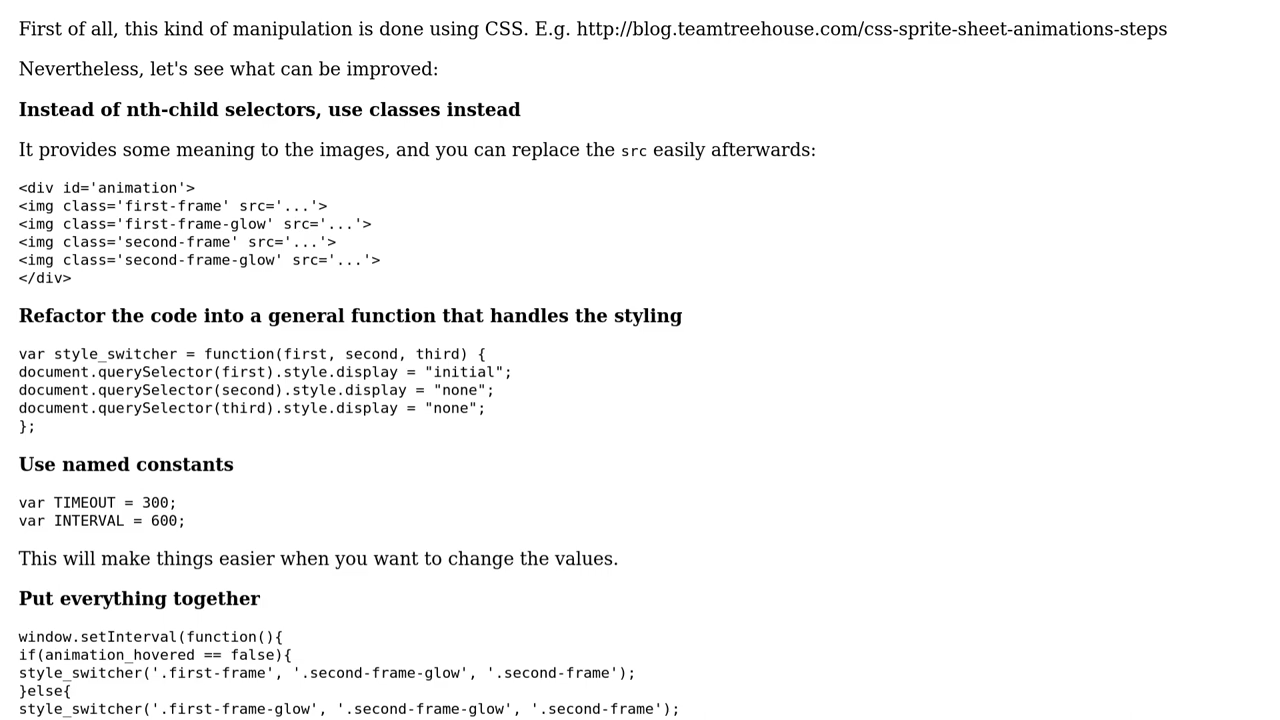 First of all, this kind of manipulation is done using CSS. E.g. http://blog.teamtreehouse.com/css-sprite-sheet-animations-steps
Nevertheless, let's see what can be improved:
Instead of nth-child selectors, use classes instead
It provides some meaning to the images, and you can replace the src easily afterwards:
<div id='animation'>
<img class='first-frame' src='...'>
<img class='first-frame-glow' src='...'>
<img class='second-frame' src='...'>
<img class='second-frame-glow' src='...'>
</div>
Refactor the code into a general function that handles the styling
var style_switcher = function(first, second, third) {
document.querySelector(first).style.display = "initial";
document.querySelector(second).style.display = "none";
document.querySelector(third).style.display = "none";
};
Use named constants
var TIMEOUT = 300;
var INTERVAL = 600;
This will make things easier when you want to change the values.
Put everything together
window.setInterval(function(){
if(animation_hovered == false){
style_switcher('.first-frame', '.second-frame-glow', '.second-frame');
}else{
style_switcher('.first-frame-glow', '.second-frame-glow', '.second-frame');